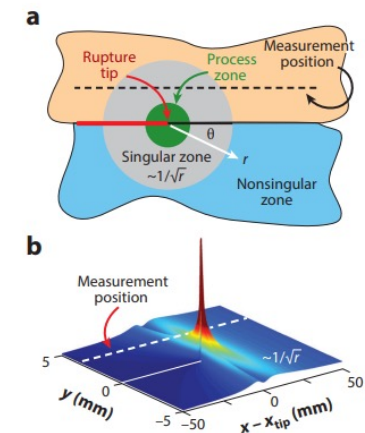 a
Measurement
position
Rupture
tip
Process
zone
θ
r
Singular zone
~1/√r
Nonsingular
zone
b
Measurement
position
~1/√r
5
0
-5
y (mm)
-50
0
50
x – xtip (mm)